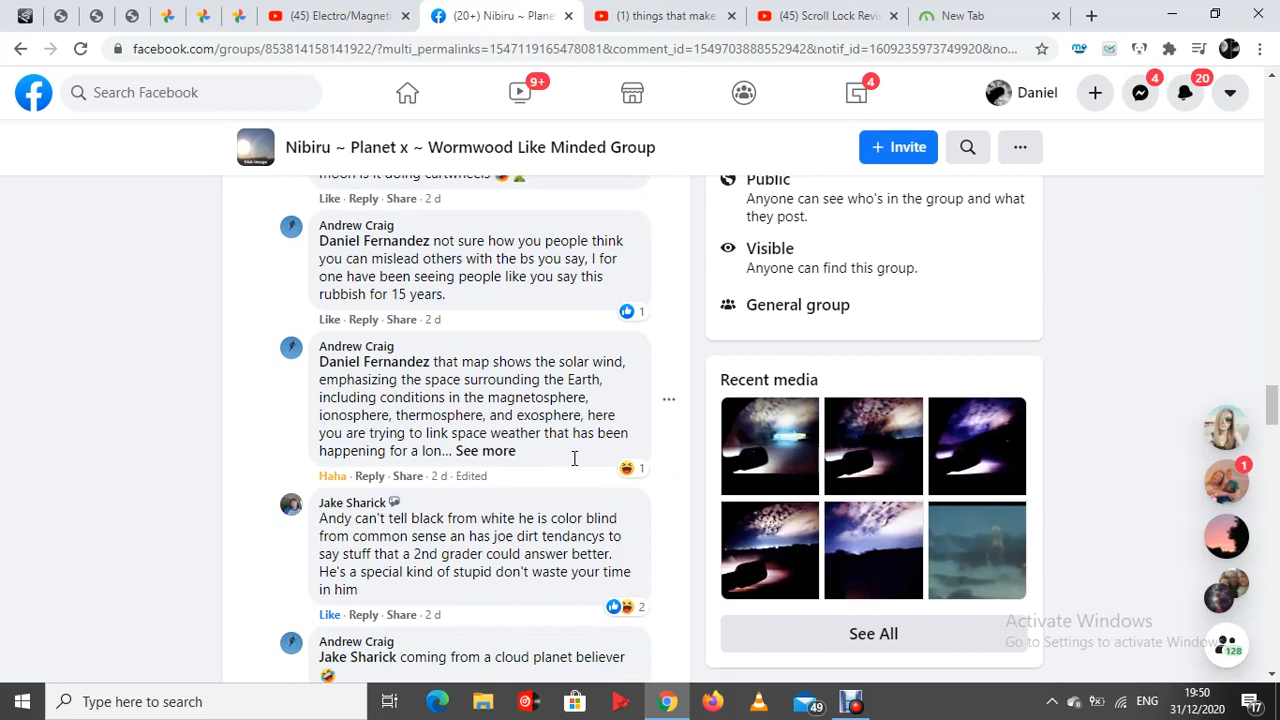 (45) Electro/Magnet
(20+) Nibiru ~ Plane
(1) things that make
(45) Scroll Lock Revi
New Tab
facebook.com/groups/853814158141922/?multi_permalinks=1547119165478081&comment_id=1549703888552942&notif_id=1609235973749920&no...
Search Facebook
9+
4
Daniel
4
20
Nibiru ~ Planet x ~ Wormwood Like Minded Group
+ Invite
moon is it doing cartwheels
Like · Reply · Share · 2 d
Andrew Craig
Daniel Fernandez not sure how you people think
you can mislead others with the bs you say, I for
one have been seeing people like you say this
rubbish for 15 years.
1
Like · Reply · Share · 2 d
Andrew Craig
Daniel Fernandez that map shows the solar wind,
emphasizing the space surrounding the Earth,
including conditions in the magnetosphere,
ionosphere, thermosphere, and exosphere, here
you are trying to link space weather that has been
happening for a lon... See more
1
Haha · Reply · Share · 2 d · Edited
Jake Sharick
Andy can't tell black from white he is color blind
from common sense an has joe dirt tendancys to
say stuff that a 2nd grader could answer better.
He's a special kind of stupid don't waste your time
in him
2
Like · Reply · Share · 2 d
Andrew Craig
Jake Sharick coming from a cloud planet believer
Public
Anyone can see who's in the group and what
they post.
Visible
Anyone can find this group.
General group
Recent media
See All
1
128
Activate Windows
Go to Settings to activate Windows.
Type here to search
49
ENG
19:50
31/12/2020
17